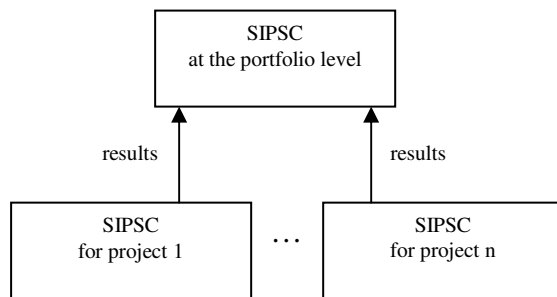 SIPSC
at the portfolio level
results
results
SIPSC
for project 1
...
SIPSC
for project n